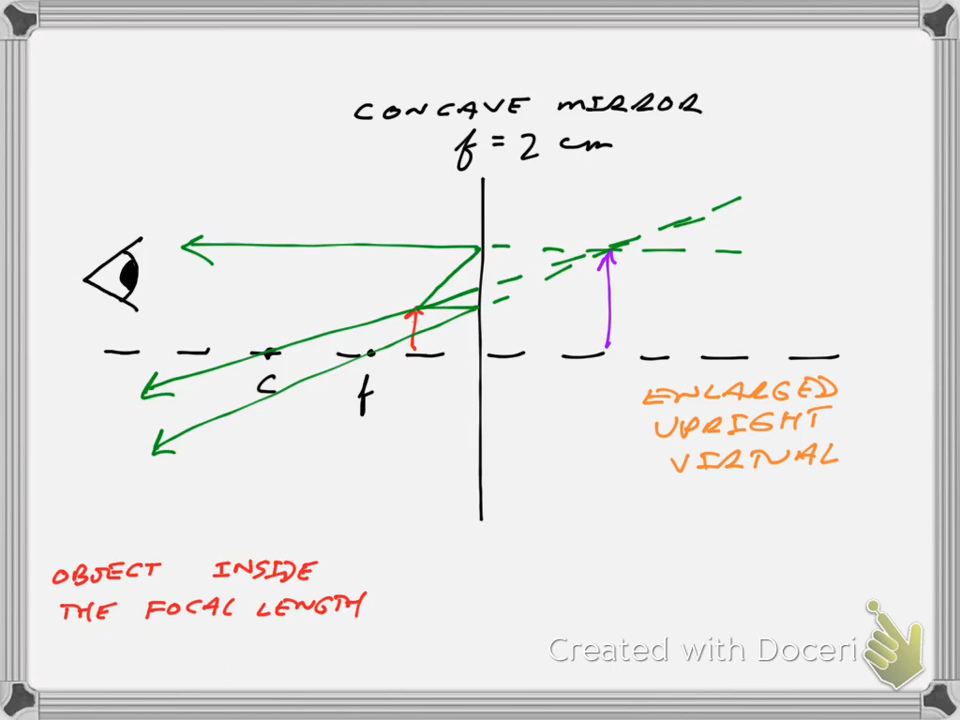 CONCAVE MIRROR
f = 2 cm
C
f
ENLARGED
UPRIGHT
VIRTUAL
OBJECT INSIDE
THE FOCAL LENGTH
Created with Doceri